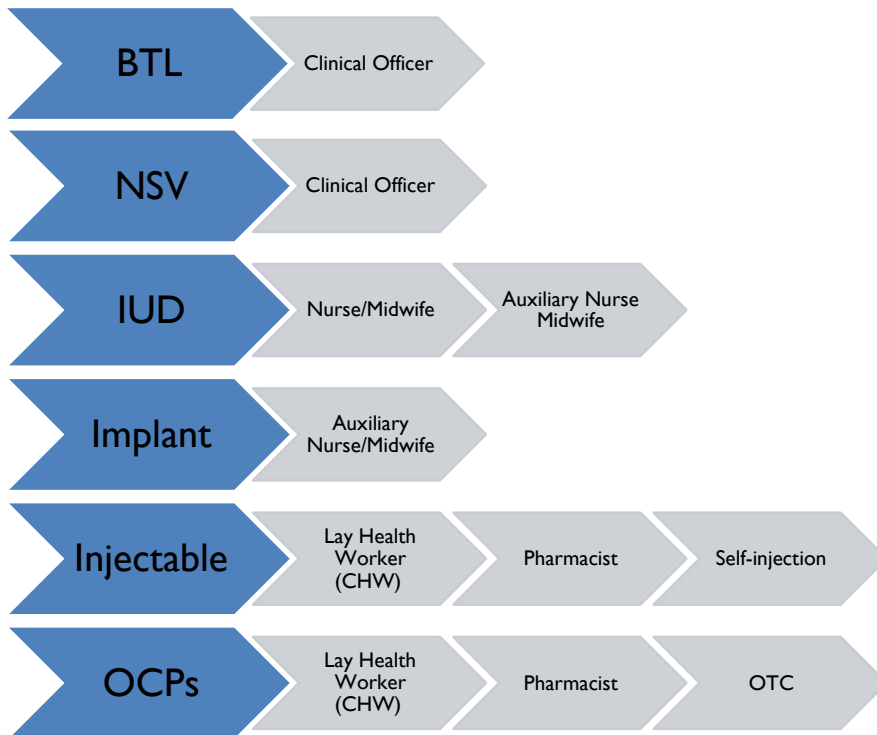 BTL
Clinical Officer
NSV
Clinical Officer
IUD
Nurse/Midwife
Auxiliary Nurse
Midwife
Implant
Auxiliary
Nurse/Midwife
Injectable
Lay Health
Worker
(CHW)
Pharmacist
Self-injection
OCPs
Lay Health
Worker
(CHW)
Pharmacist
OTC